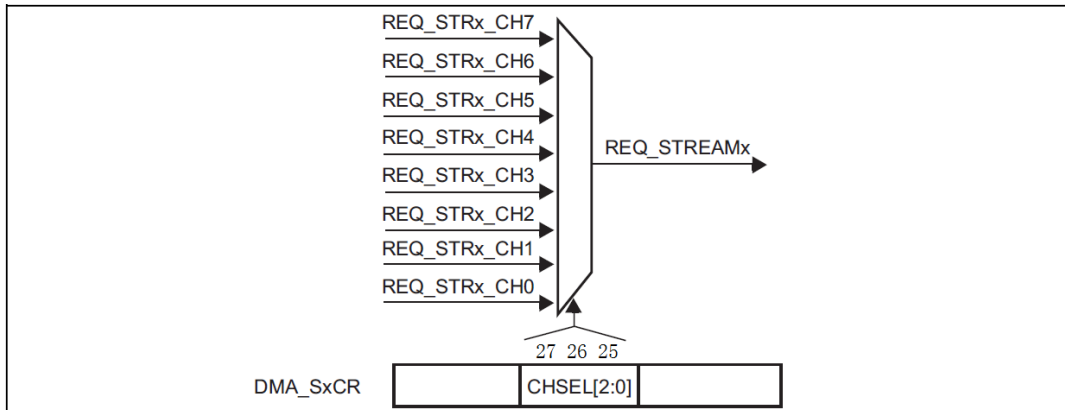 REQ_STRx_CH7
REQ_STRx_CH6
REQ_STRx_CH5
REQ_STRx_CH4
REQ_STREAMx
REQ_STRx_CH3
REQ_STRx_CH2
REQ_STRx_CH1
REQ_STRx_CH0
27 26 25
DMA_SxCR CHSEL[2:0]